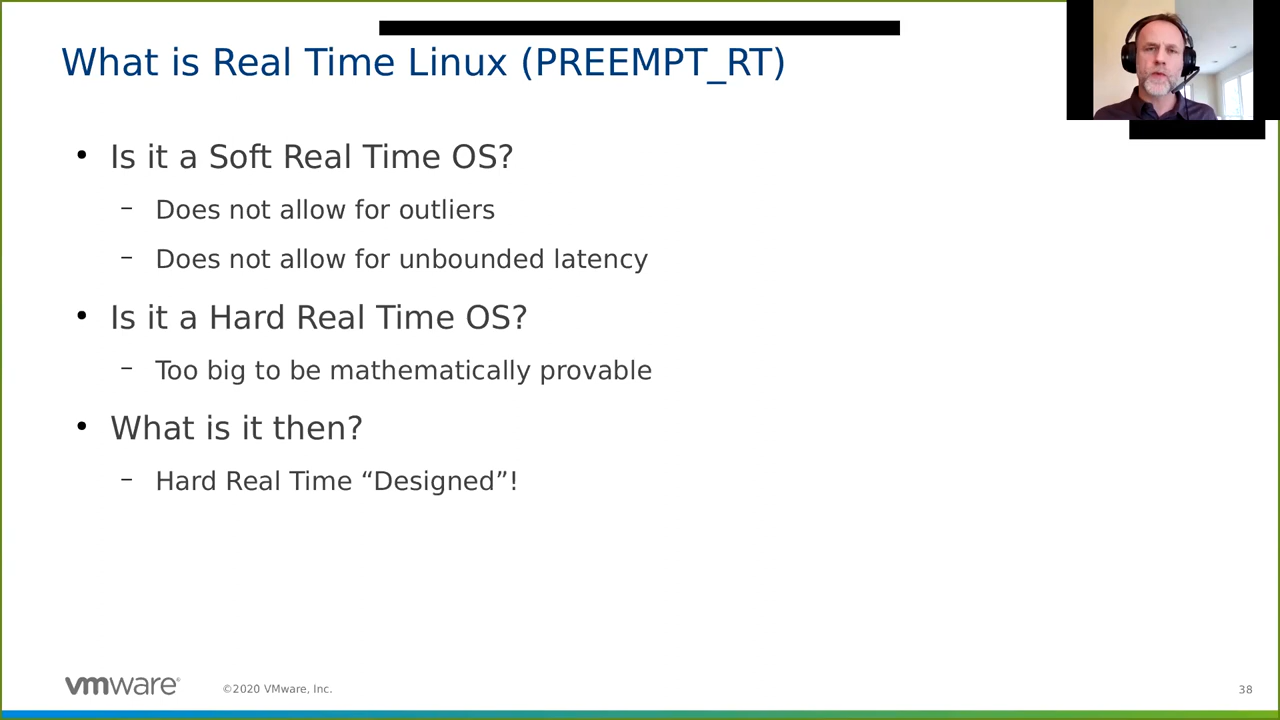 What is Real Time Linux (PREEMPT_RT)
• Is it a Soft Real Time OS?
– Does not allow for outliers
– Does not allow for unbounded latency
• Is it a Hard Real Time OS?
– Too big to be mathematically provable
• What is it then?
– Hard Real Time “Designed”!
vmware®
©2020 VMware, Inc.
38